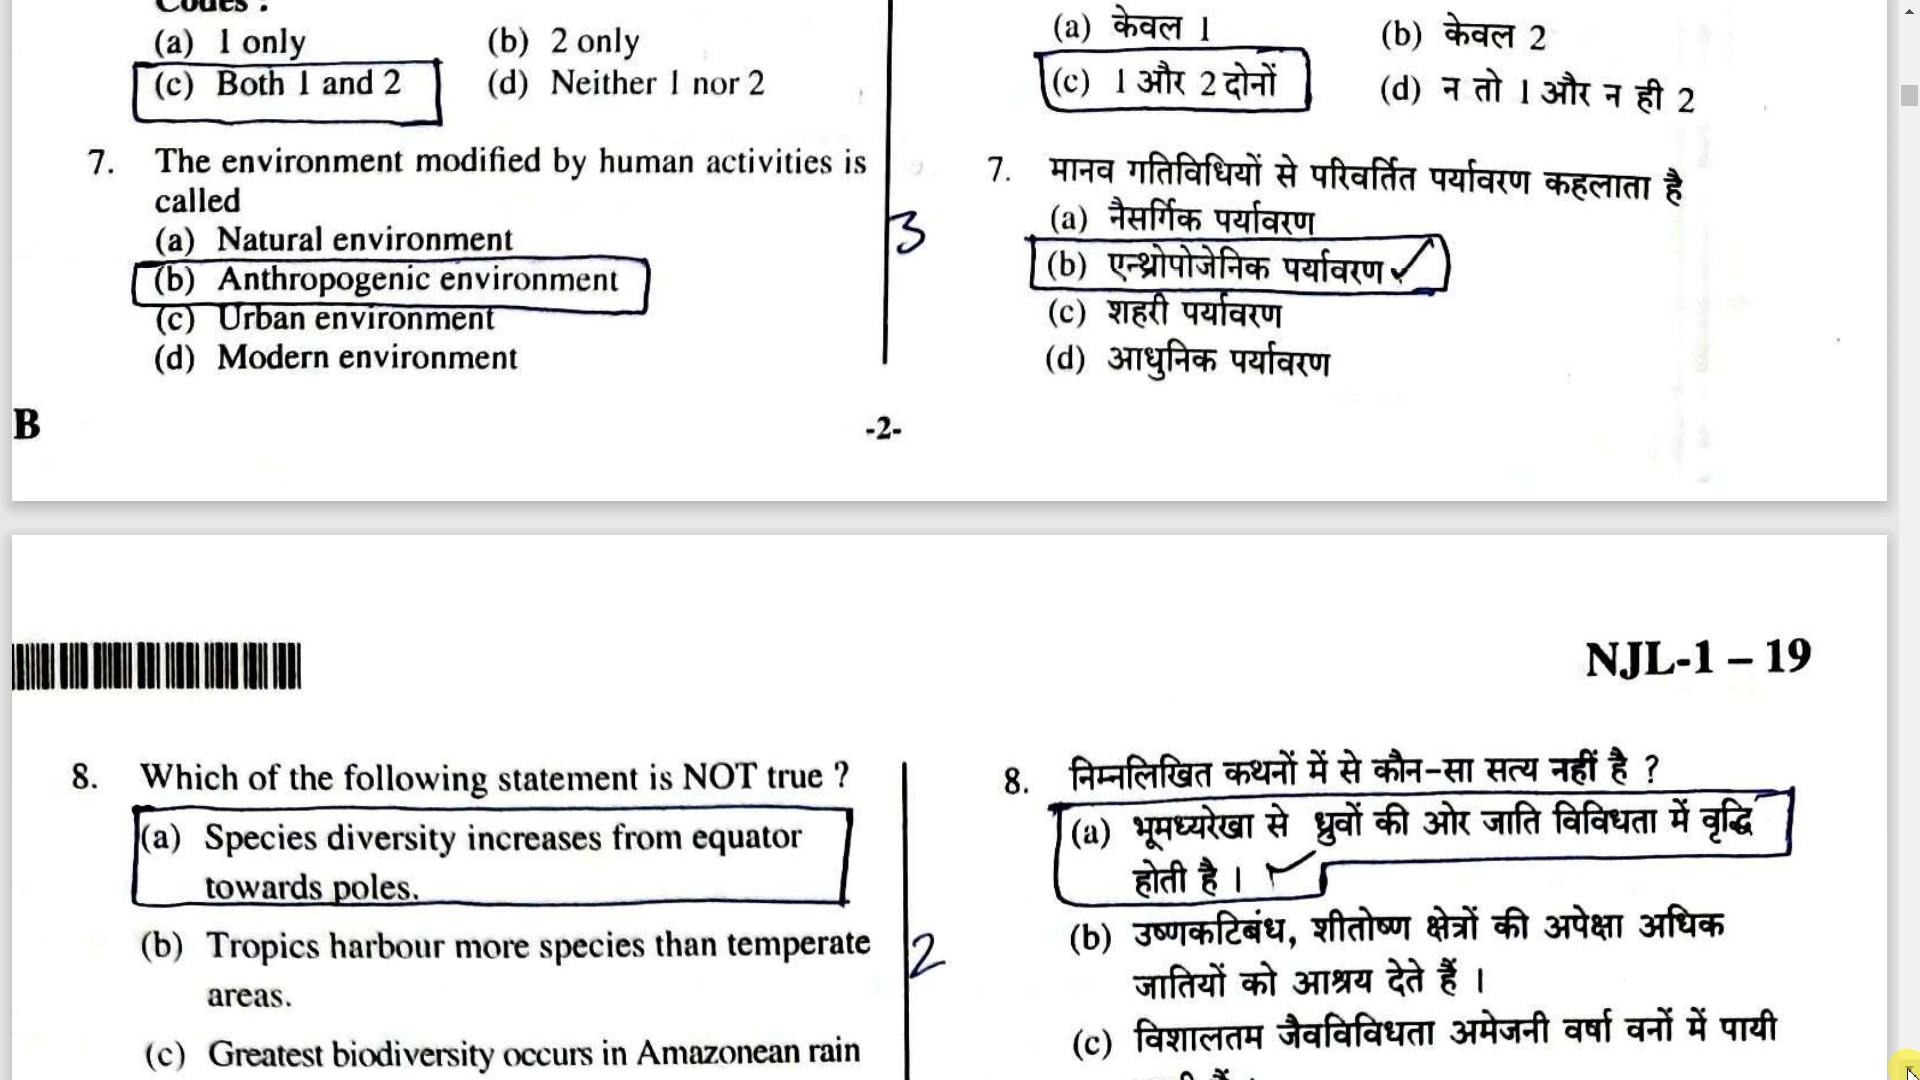 Codes :
(a) 1 only (b) 2 only
(c) Both 1 and 2 (d) Neither 1 nor 2
7. The environment modified by human activities is
called
(a) Natural environment
(b) Anthropogenic environment
(c) Urban environment
(d) Modern environment
3
(a) केवल 1 (b) केवल 2
(c) 1 और 2 दोनों (d) न तो 1 और न ही 2
7. मानव गतिविधियों से परिवर्तित पर्यावरण कहलाता है
(a) नैसर्गिक पर्यावरण
(b) एन्थ्रोपोजेनिक पर्यावरण
(c) शहरी पर्यावरण
(d) आधुनिक पर्यावरण
B -2-
NJL-1 – 19
8. Which of the following statement is NOT true ?
(a) Species diversity increases from equator
towards poles.
(b) Tropics harbour more species than temperate
areas.
(c) Greatest biodiversity occurs in Amazonean rain
2
8. निम्नलिखित कथनों में से कौन-सा सत्य नहीं है ?
(a) भूमध्यरेखा से ध्रुवों की ओर जाति विविधता में वृद्धि
होती है ।
(b) उष्णकटिबंध, शीतोष्ण क्षेत्रों की अपेक्षा अधिक
जातियों को आश्रय देते हैं ।
(c) विशालतम जैवविविधता अमेजनी वर्षा वनों में पायी